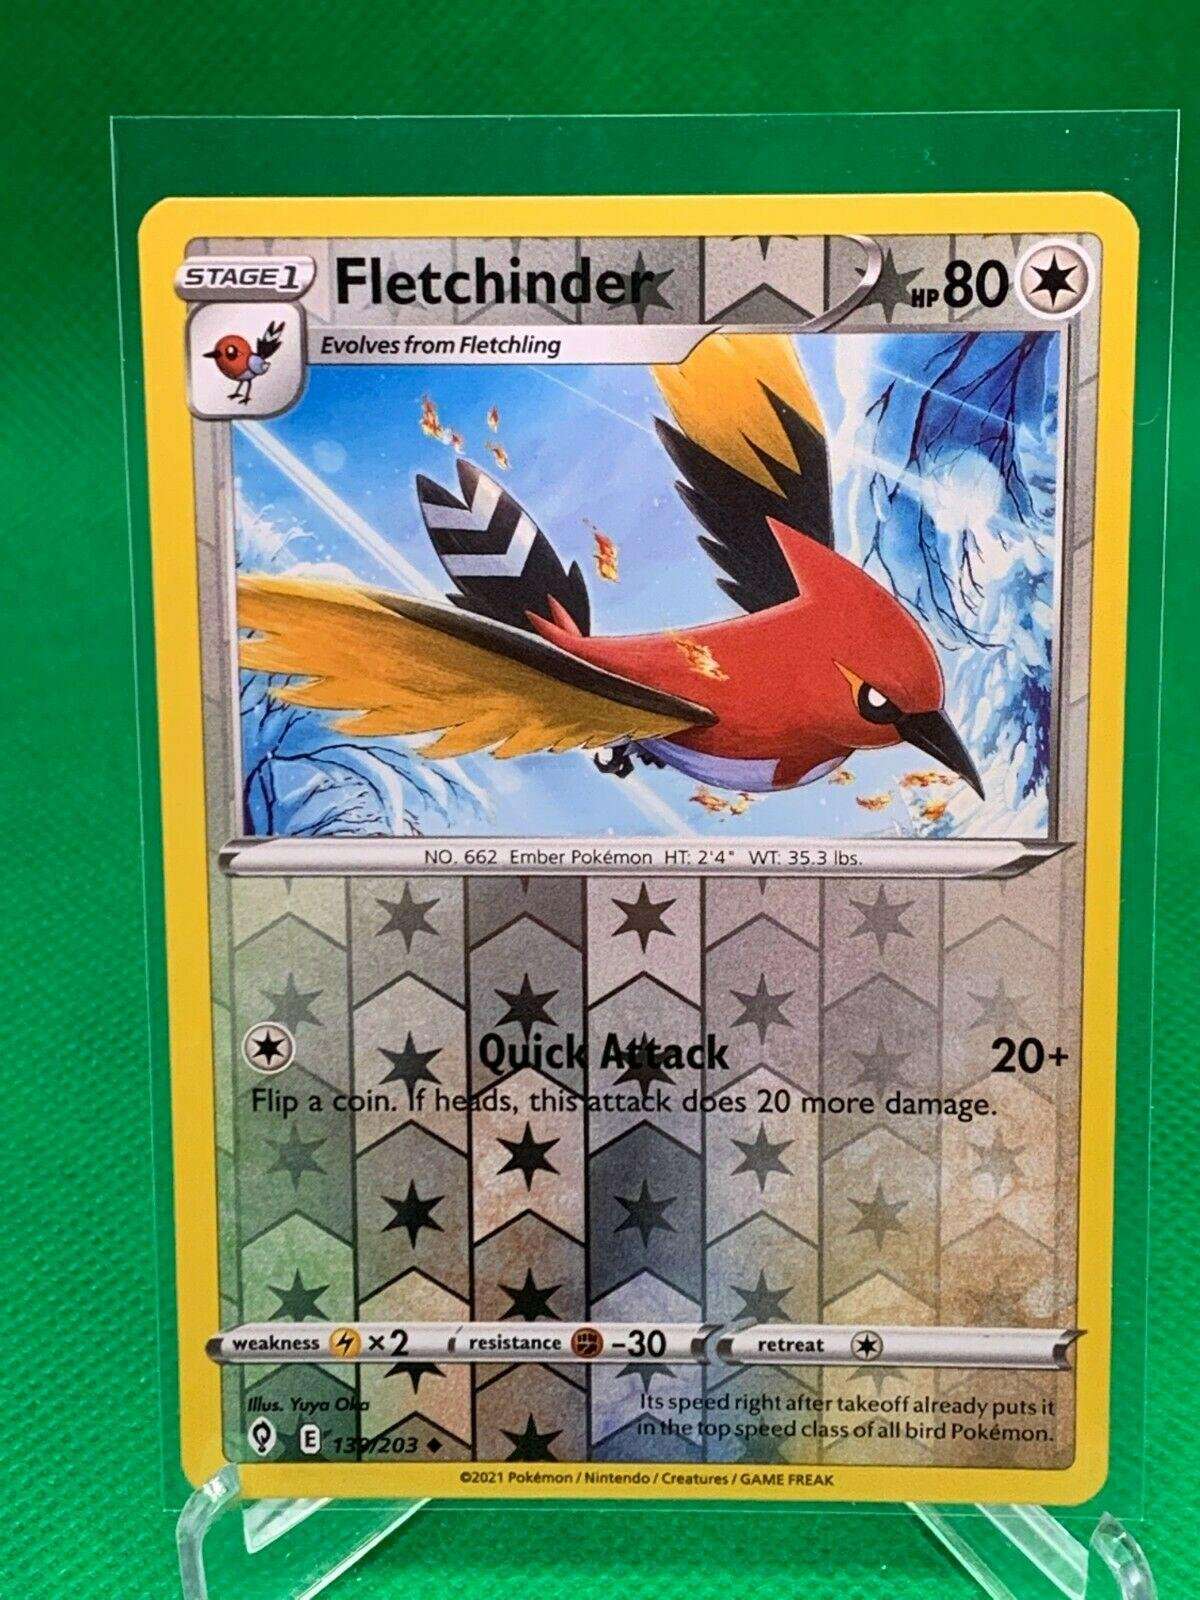 STAGE 1
Fletchinder
HP 80
Evolves from Fletchling
NO. 662 Ember Pokémon HT: 2'4" WT: 35.3 lbs.
Quick Attack 20+
Flip a coin. If heads, this attack does 20 more damage.
weakness ×2 resistance -30 retreat
Illus. Yuya Oka
Its speed right after takeoff already puts it
in the top speed class of all bird Pokémon.
E 139/203
©2021 Pokémon / Nintendo / Creatures / GAME FREAK